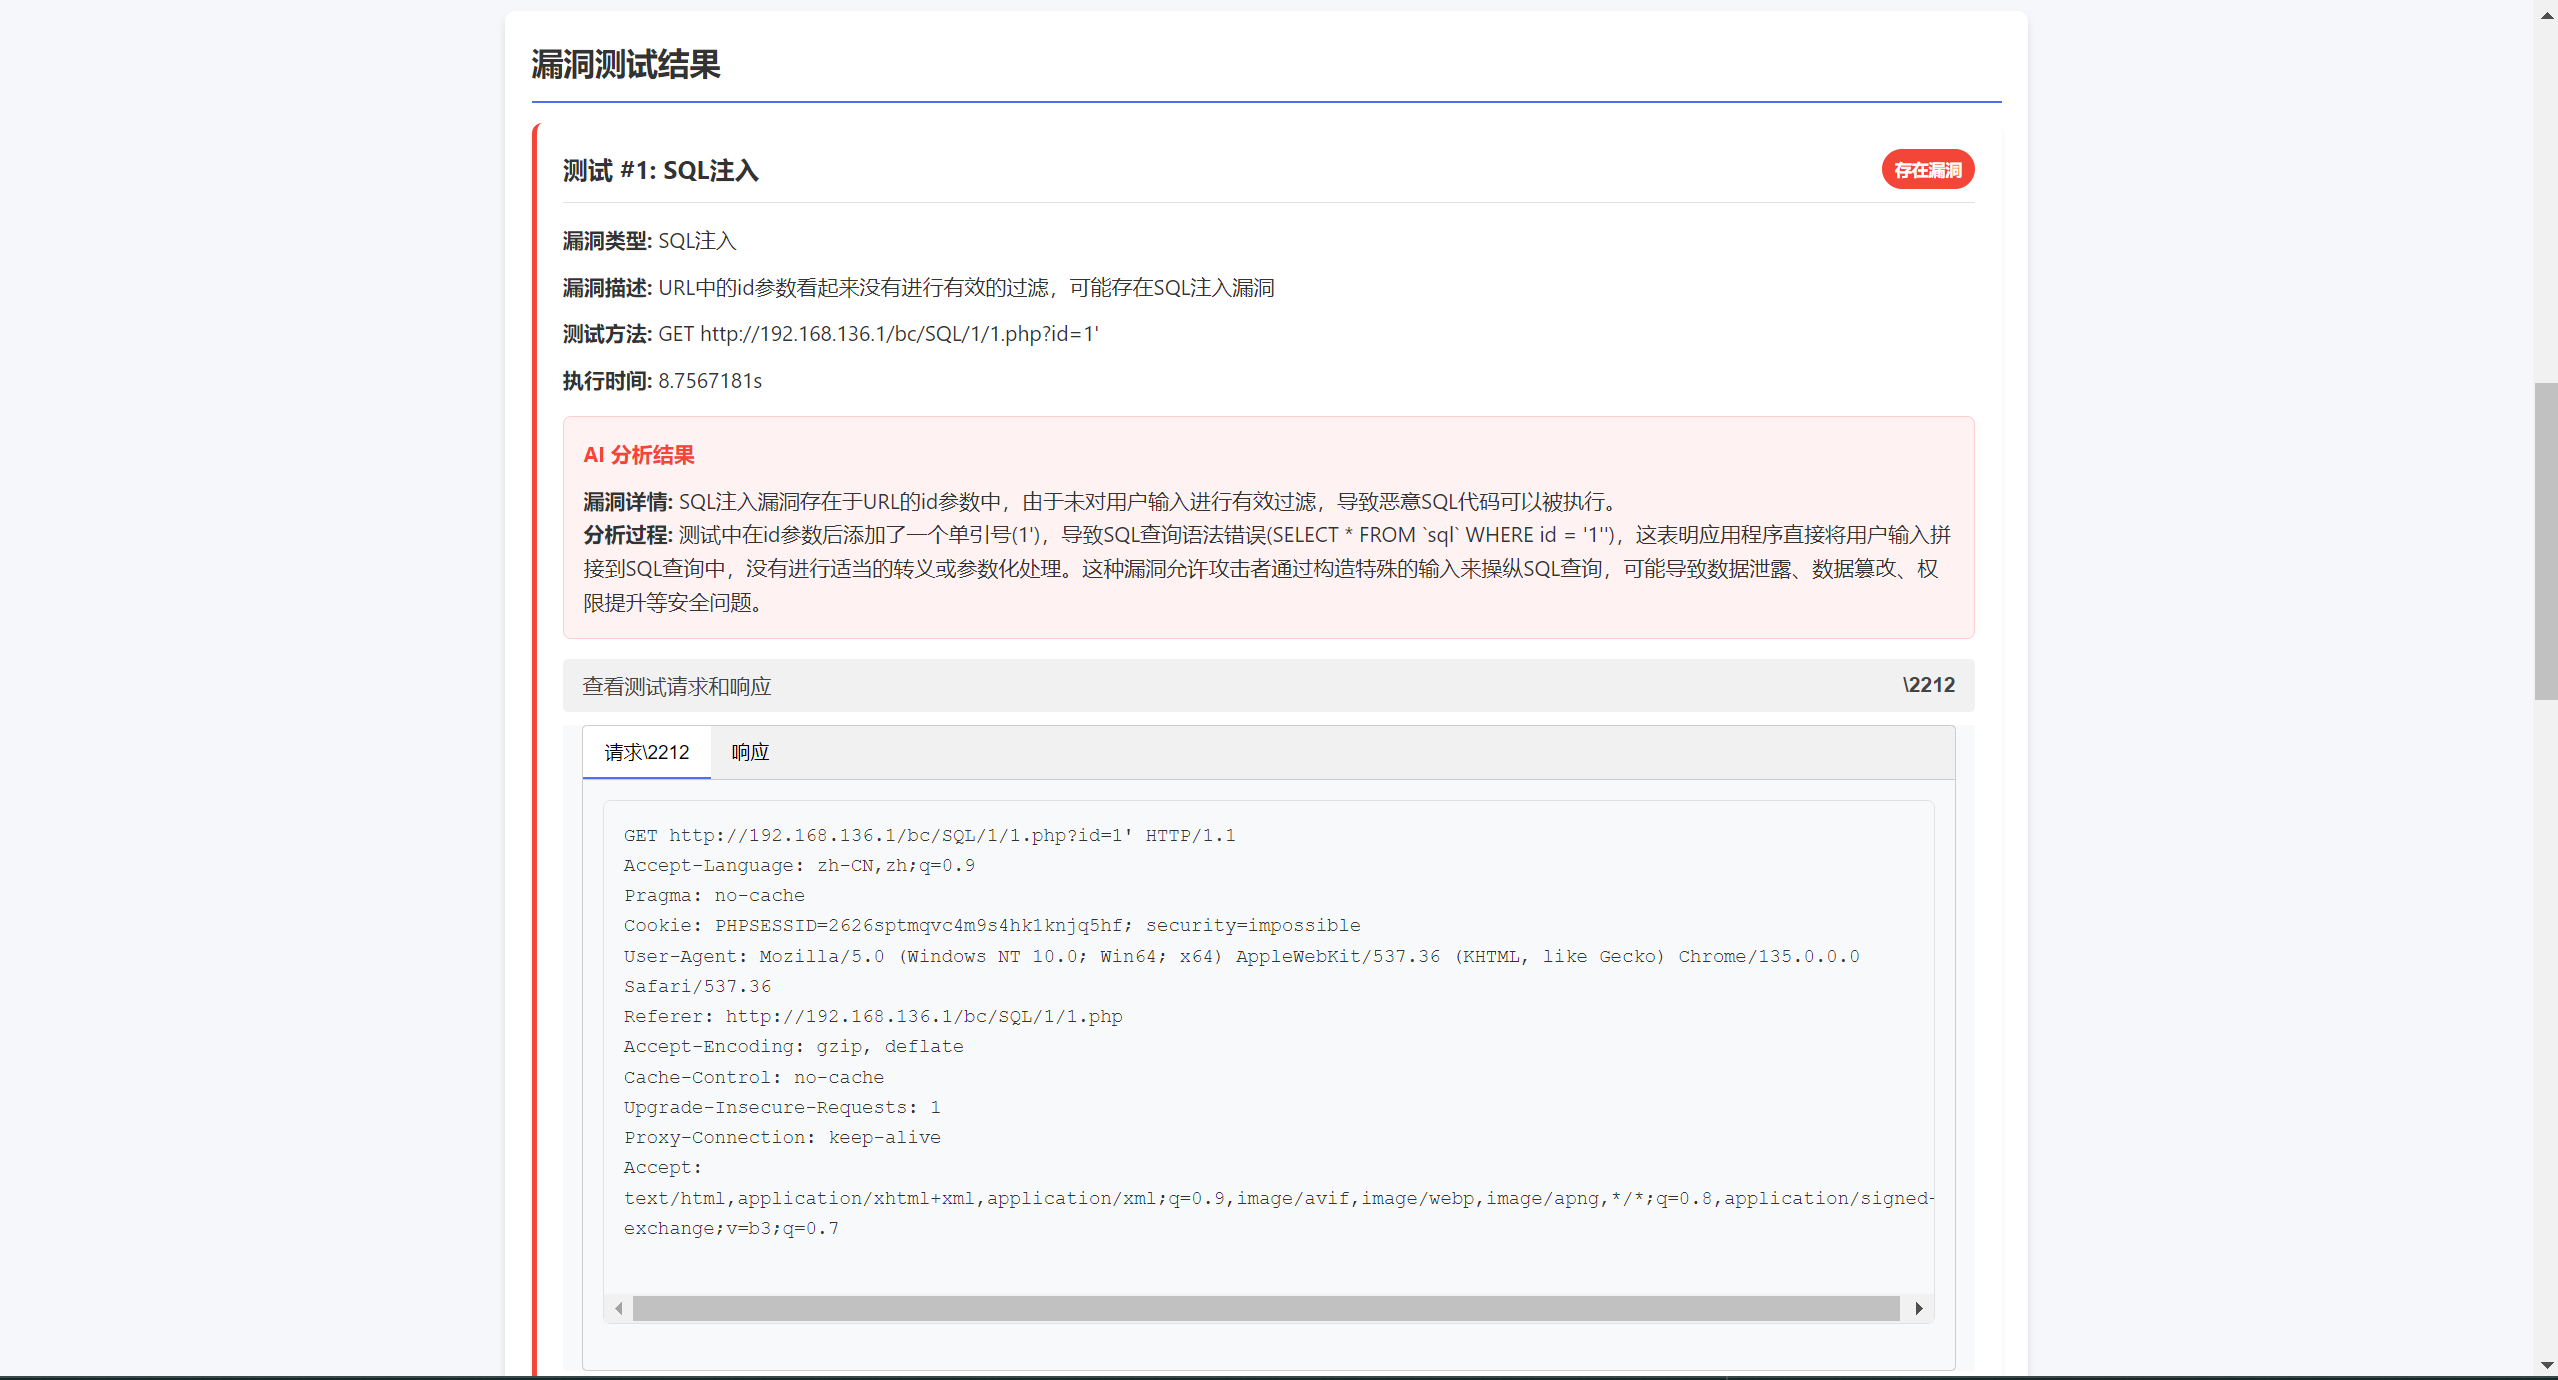 漏洞测试结果
测试 #1: SQL注入
存在漏洞
漏洞类型: SQL注入
漏洞描述: URL中的id参数看起来没有进行有效的过滤，可能存在SQL注入漏洞
测试方法: GET http://192.168.136.1/bc/SQL/1/1.php?id=1'
执行时间: 8.7567181s
AI 分析结果
漏洞详情: SQL注入漏洞存在于URL的id参数中，由于未对用户输入进行有效过滤，导致恶意SQL代码可以被执行。
分析过程: 测试中在id参数后添加了一个单引号(1')，导致SQL查询语法错误(SELECT * FROM `sql` WHERE id = '1'')，这表明应用程序直接将用户输入拼
接到SQL查询中，没有进行适当的转义或参数化处理。这种漏洞允许攻击者通过构造特殊的输入来操纵SQL查询，可能导致数据泄露、数据篡改、权
限提升等安全问题。
查看测试请求和响应
\2212
请求\2212
响应
GET http://192.168.136.1/bc/SQL/1/1.php?id=1' HTTP/1.1
Accept-Language: zh-CN,zh;q=0.9
Pragma: no-cache
Cookie: PHPSESSID=2626sptmqvc4m9s4hk1knjq5hf; security=impossible
User-Agent: Mozilla/5.0 (Windows NT 10.0; Win64; x64) AppleWebKit/537.36 (KHTML, like Gecko) Chrome/135.0.0.0
Safari/537.36
Referer: http://192.168.136.1/bc/SQL/1/1.php
Accept-Encoding: gzip, deflate
Cache-Control: no-cache
Upgrade-Insecure-Requests: 1
Proxy-Connection: keep-alive
Accept:
text/html,application/xhtml+xml,application/xml;q=0.9,image/avif,image/webp,image/apng,*/*;q=0.8,application/signed-
exchange;v=b3;q=0.7